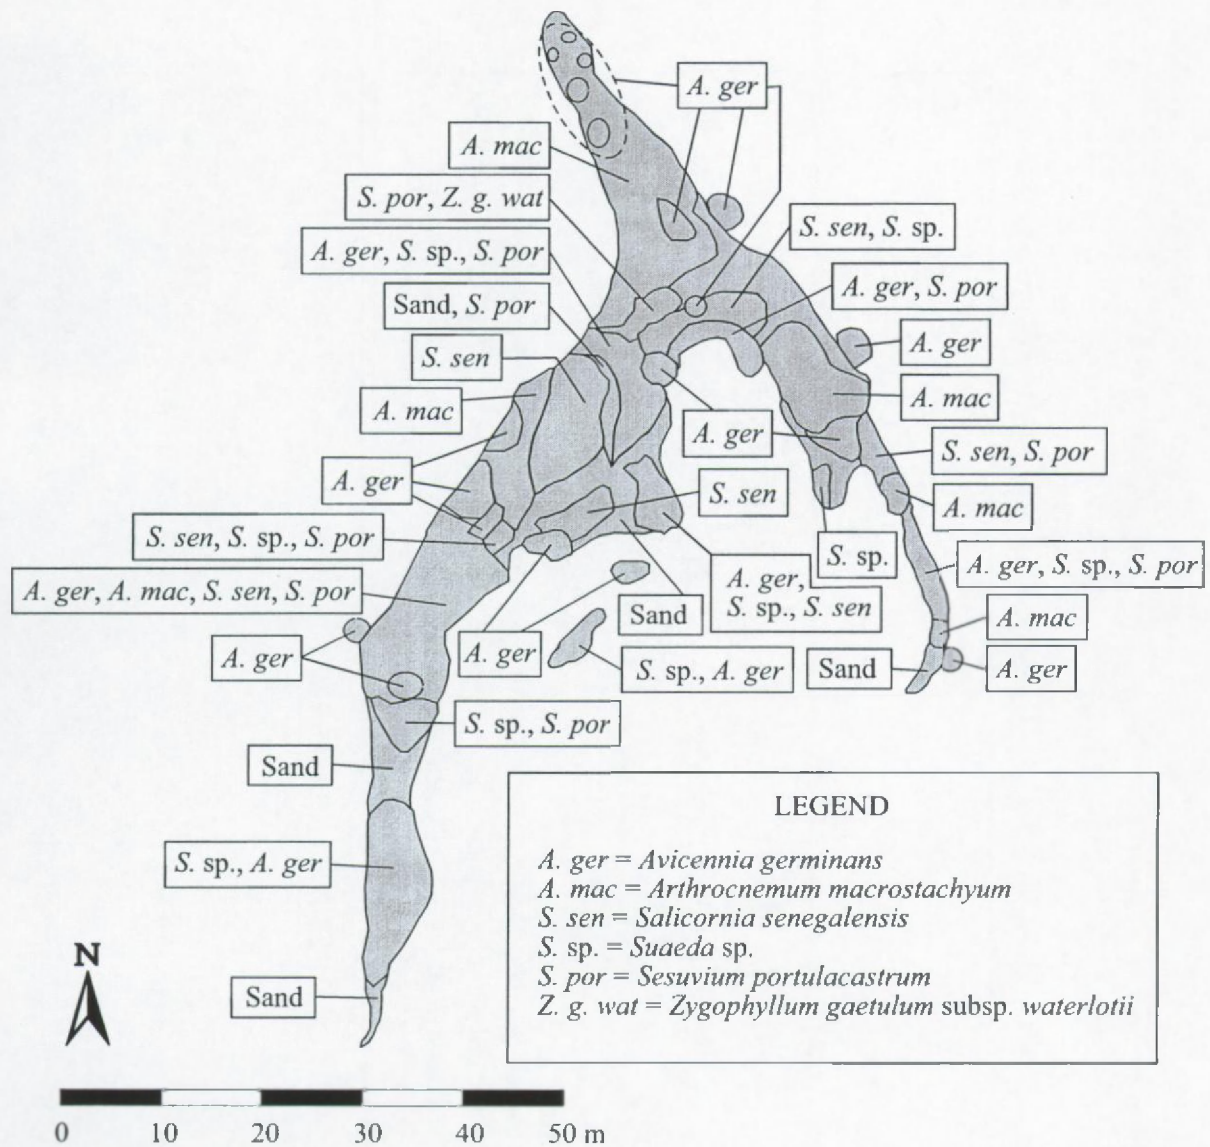 A. ger
A. mac
S. por, Z. g. wat
S. sen, S. sp.
A. ger, S. sp., S. por
A. ger, S. por
Sand, S. por
A. ger
S. sen
A. mac
A. mac
A. ger
S. sen, S. por
A. ger
S. sen
A. mac
S. sen, S. sp., S. por
S. sp.
A. ger, S. sp., S. por
A. ger, A. mac, S. sen, S. por
A. ger,
S. sp., S. sen
Sand
A. mac
A. ger
A. ger
S. sp., A. ger
Sand
A. ger
S. sp., S. por
Sand
S. sp., A. ger
Sand
N
LEGEND
A. ger = Avicennia germinans
A. mac = Arthrocnemum macrostachyum
S. sen = Salicornia senegalensis
S. sp. = Suaeda sp.
S. por = Sesuvium portulacastrum
Z. g. wat = Zygophyllum gaetulum subsp. waterlotii
0 10 20 30 40 50 m